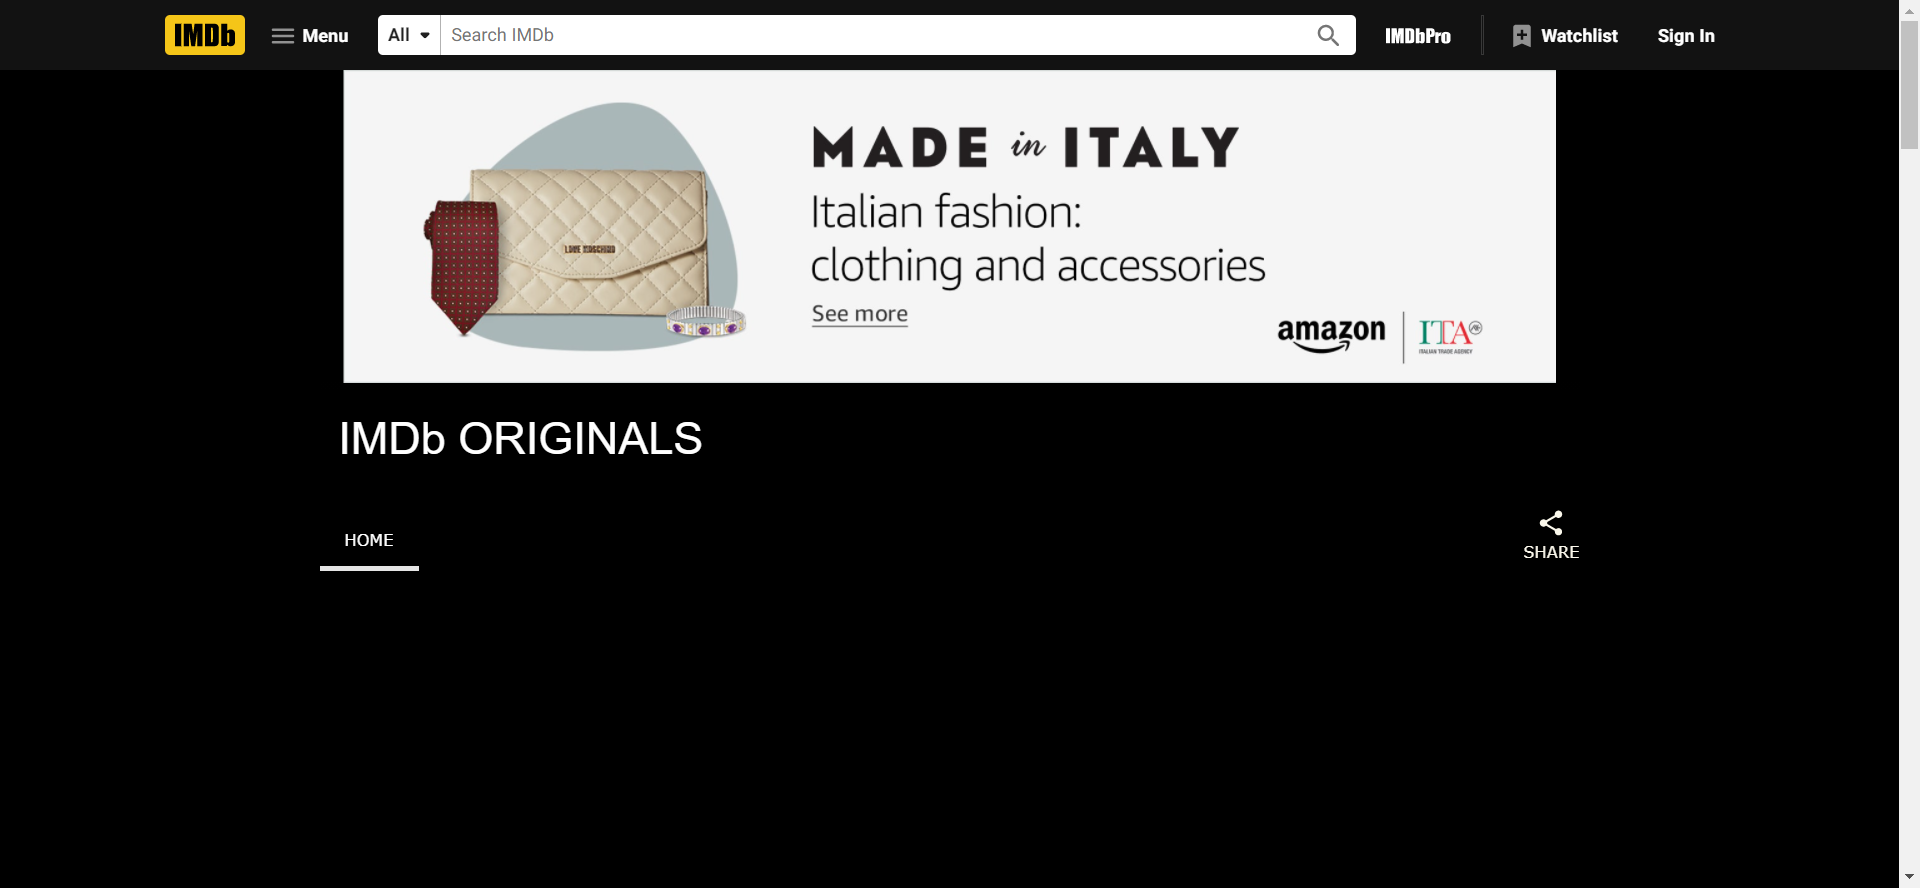 IMDb
Menu
All
Search IMDb
IMDbPro
Watchlist
Sign In
MADE in ITALY
Italian fashion:
clothing and accessories
See more
LOVE MOSCHINO
amazon
ITA
ITALIAN TRADE AGENCY
IMDb ORIGINALS
HOME
SHARE